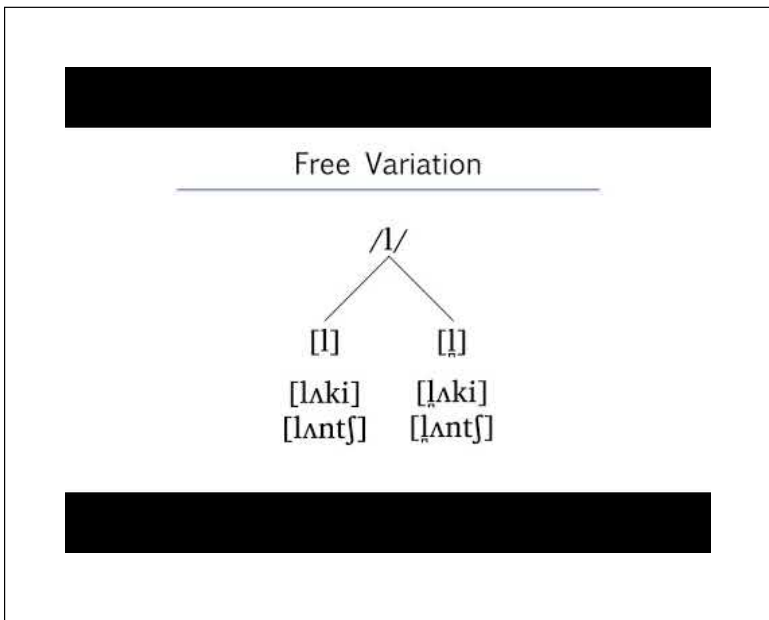 Free Variation
/l/
[l] [l̪]
[lʌki] [l̪ʌki]
[lʌntʃ] [l̪ʌntʃ]